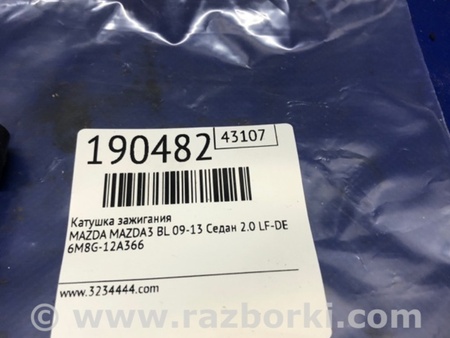 190482
43107
Катушка зажигания
MAZDA MAZDA3 BL 09-13 Седан 2.0 LF-DE
6M8G-12A366
www.3234444.com
www.razborki.com